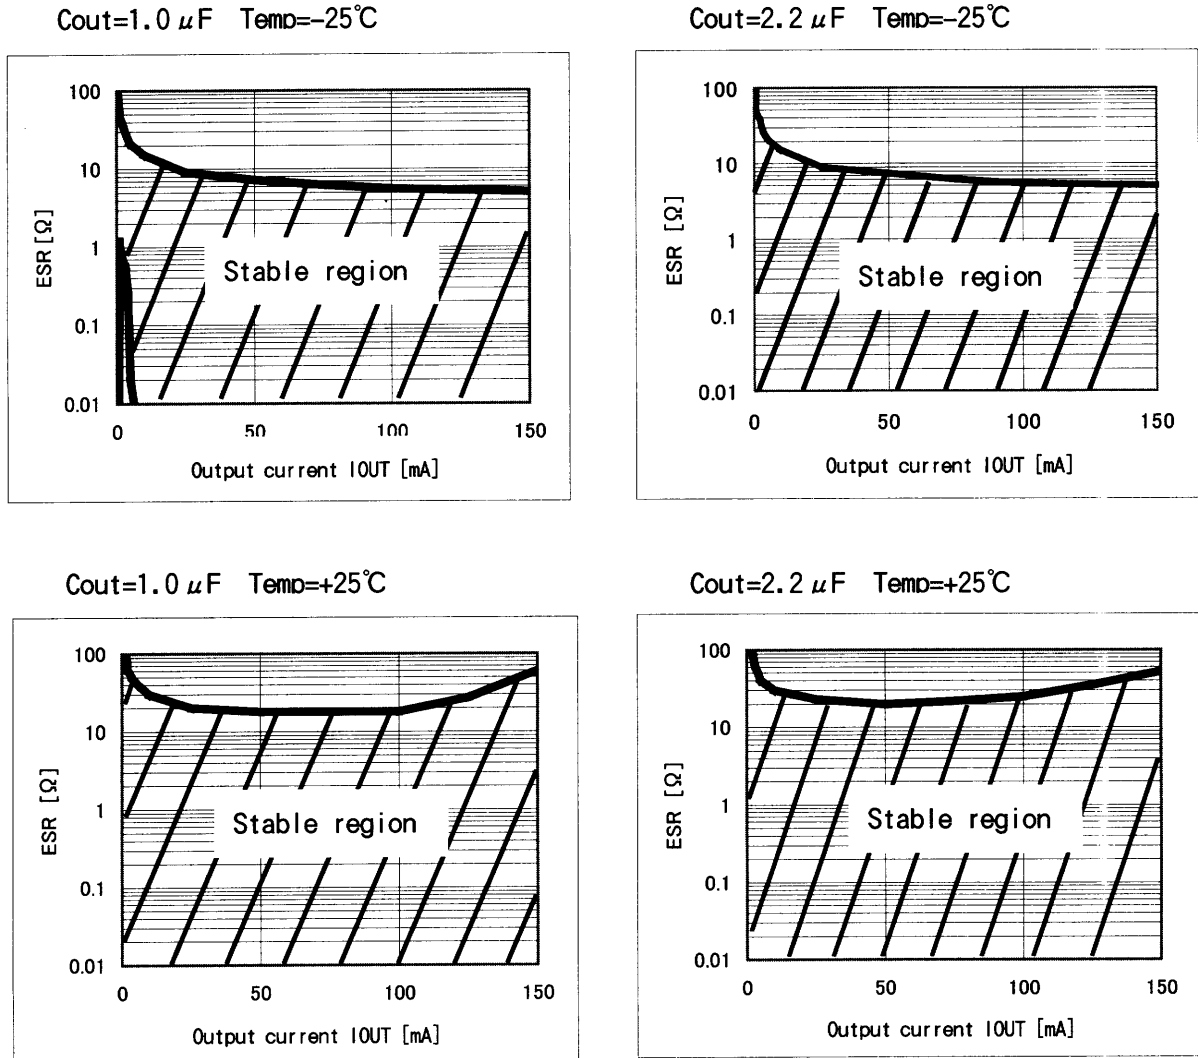 Cout=1.0 μF Temp=-25℃
100
10
1
0.1
0.01
ESR [Ω]
Stable region
0 50 100 150
Output current IOUT [mA]
Cout=2.2 μF Temp=-25℃
100
10
1
0.1
0.01
ESR [Ω]
Stable region
0 50 100 150
Output current IOUT [mA]
Cout=1.0 μF Temp=+25℃
100
10
1
0.1
0.01
ESR [Ω]
Stable region
0 50 100 150
Output current IOUT [mA]
Cout=2.2 μF Temp=+25℃
100
10
1
0.1
0.01
ESR [Ω]
Stable region
0 50 100 150
Output current IOUT [mA]